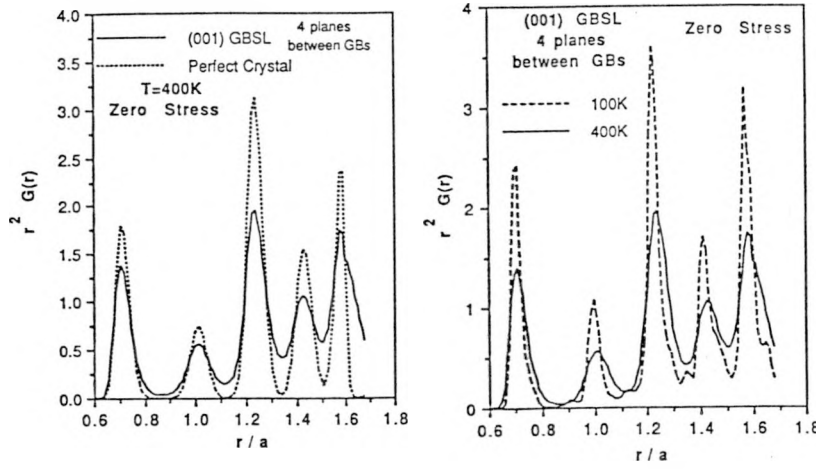 4.0
3.5
3.0
2.5
2.0
1.5
1.0
0.5
0.0
r² G(r)
(001) GBSL
4 planes
between GBs
Perfect Crystal
T=400K
Zero Stress
0.6 0.8 1.0 1.2 1.4 1.6 1.8
r / a
4
3
2
1
0
r² G(r)
(001) GBSL
4 planes
between GBs
Zero Stress
100K
400K
0.6 0.8 1.0 1.2 1.4 1.6 1.8
r / a